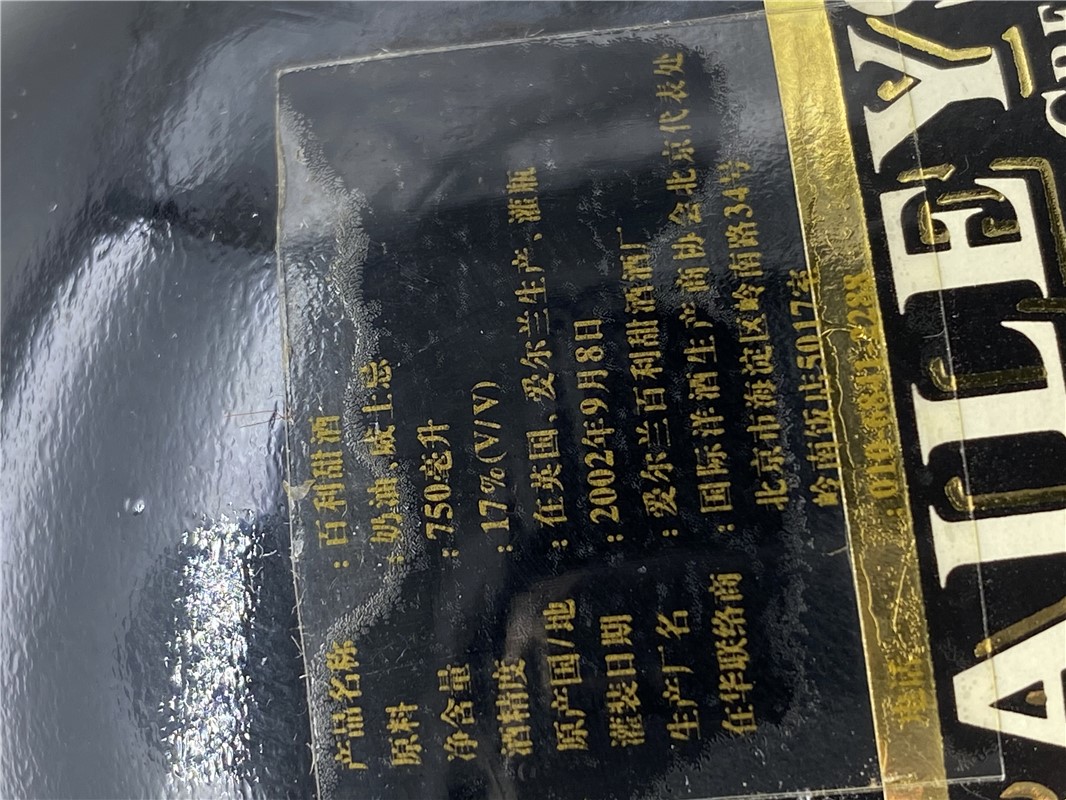 产品名称：百利甜酒
原料：奶油、威士忌
净含量：750毫升
酒精度：17%(V/V)
原产国/地：在英国、爱尔兰生产、灌瓶
灌装日期：2002年9月8日
生产厂名：爱尔兰百利甜酒酒厂
在华联络商：国际洋酒生产商协会北京代表处
北京市海淀区岭南路34号
岭南饭店5017室
BAILEYS